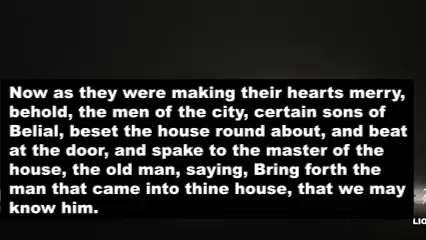 Now as they were making their hearts merry,
behold, the men of the city, certain sons of
Belial, beset the house round about, and beat
at the door, and spake to the master of the
house, the old man, saying, Bring forth the
man that came into thine house, that we may
know him.